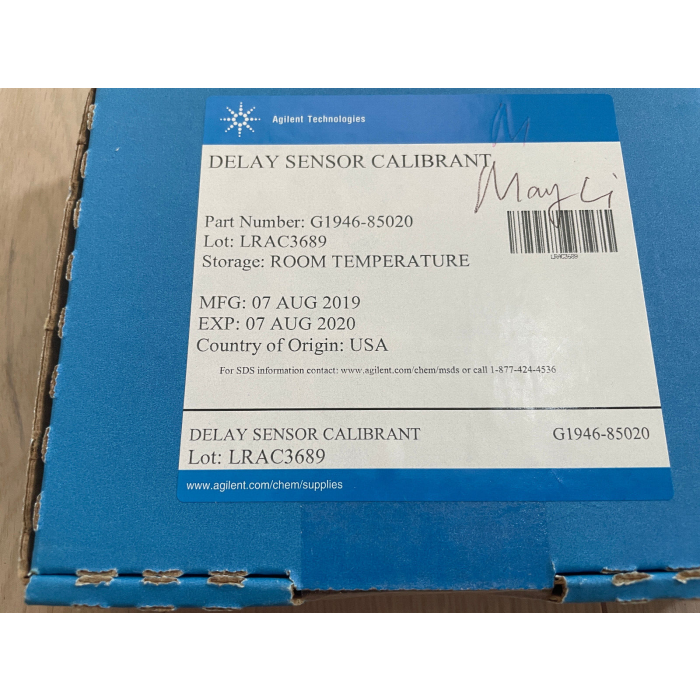 Agilent Technologies
M
DELAY SENSOR CALIBRANT
May Li
Part Number: G1946-85020
Lot: LRAC3689
LRAC3689
Storage: ROOM TEMPERATURE
MFG: 07 AUG 2019
EXP: 07 AUG 2020
Country of Origin: USA
For SDS information contact: www.agilent.com/chem/msds or call 1-877-424-4536
DELAY SENSOR CALIBRANT G1946-85020
Lot: LRAC3689
www.agilent.com/chem/supplies